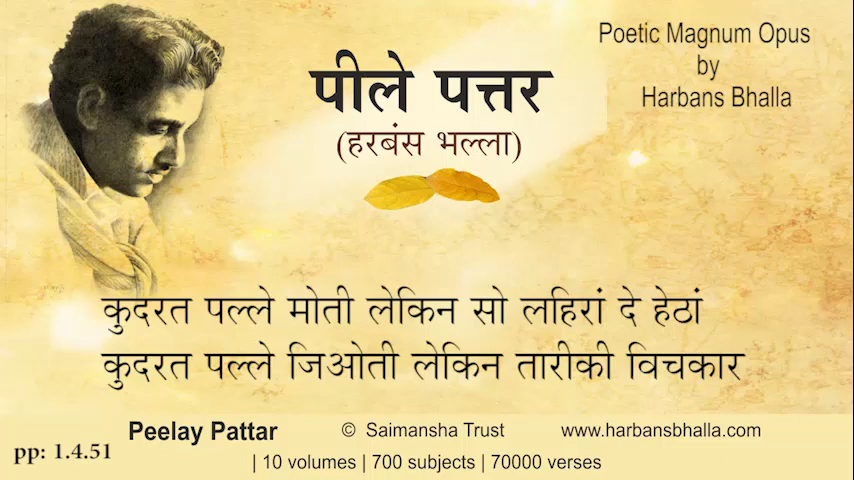 Poetic Magnum Opus
by
Harbans Bhalla
पीले पत्तर
(हरबंस भल्ला)
कुदरत पल्ले मोती लेकिन सो लहिरां दे हेठां
कुदरत पल्ले जिओती लेकिन तारीकी विचकार
Peelay Pattar © Saimansha Trust www.harbansbhalla.com
pp: 1.4.51
| 10 volumes | 700 subjects | 70000 verses